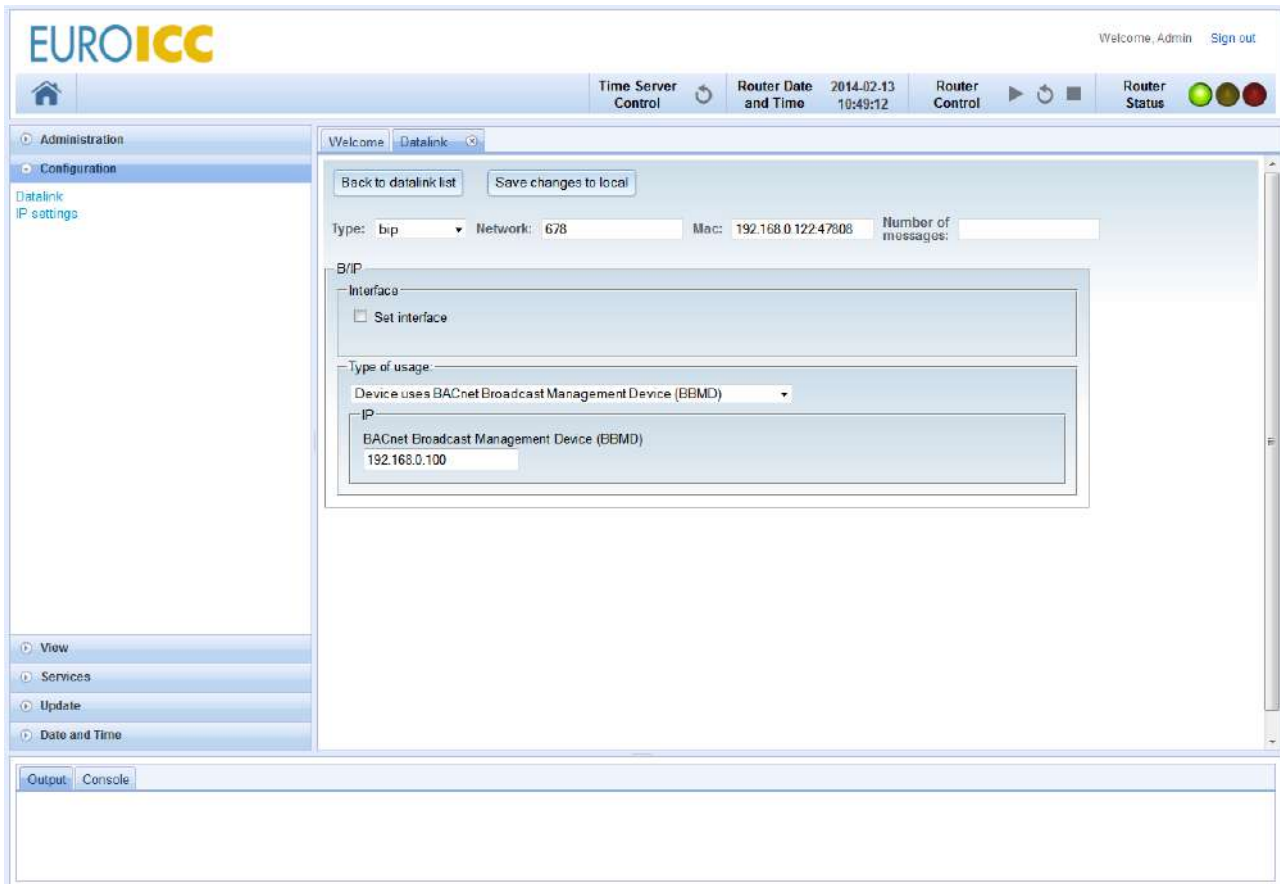 EUROICC
Welcome, Admin Sign out
Time Server Control
Router Date and Time
2014-02-13 10:49:12
Router Control
Router Status
Administration
Configuration
Datalink
IP settings
View
Services
Update
Date and Time
Welcome Datalink
Back to datalink list Save changes to local
Type: bip Network: 678 Mac: 192.168.0.122:47808 Number of messages:
B/IP
Interface
Set interface
Type of usage:
Device uses BACnet Broadcast Management Device (BBMD)
IP
BACnet Broadcast Management Device (BBMD)
192.168.0.100
Output Console